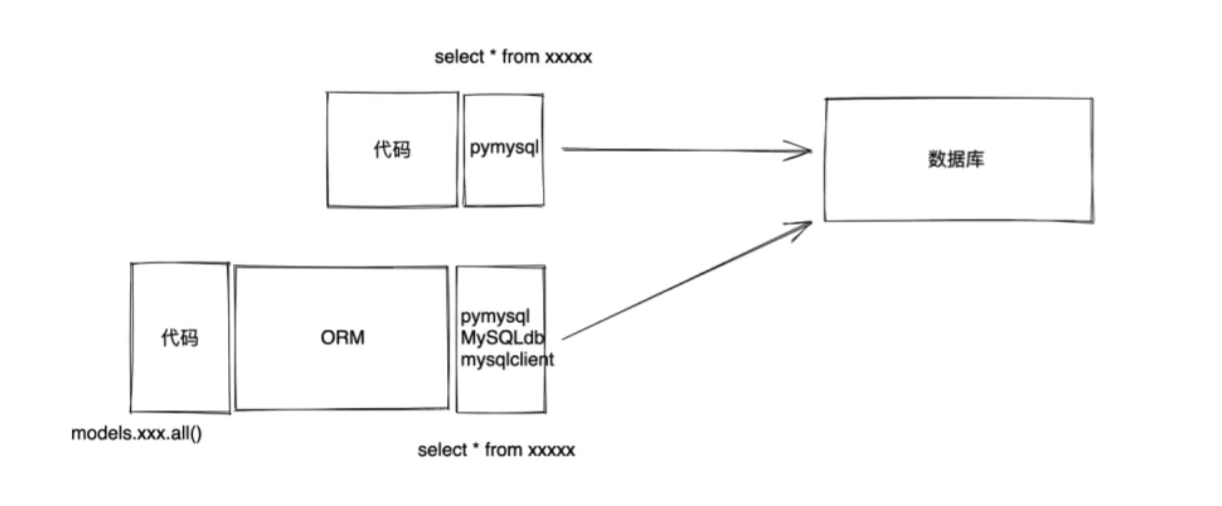 select * from xxxxx
代码
pymysql
数据库
代码
ORM
pymysql
MySQLdb
mysqlclient
models.xxx.all()
select * from xxxxx